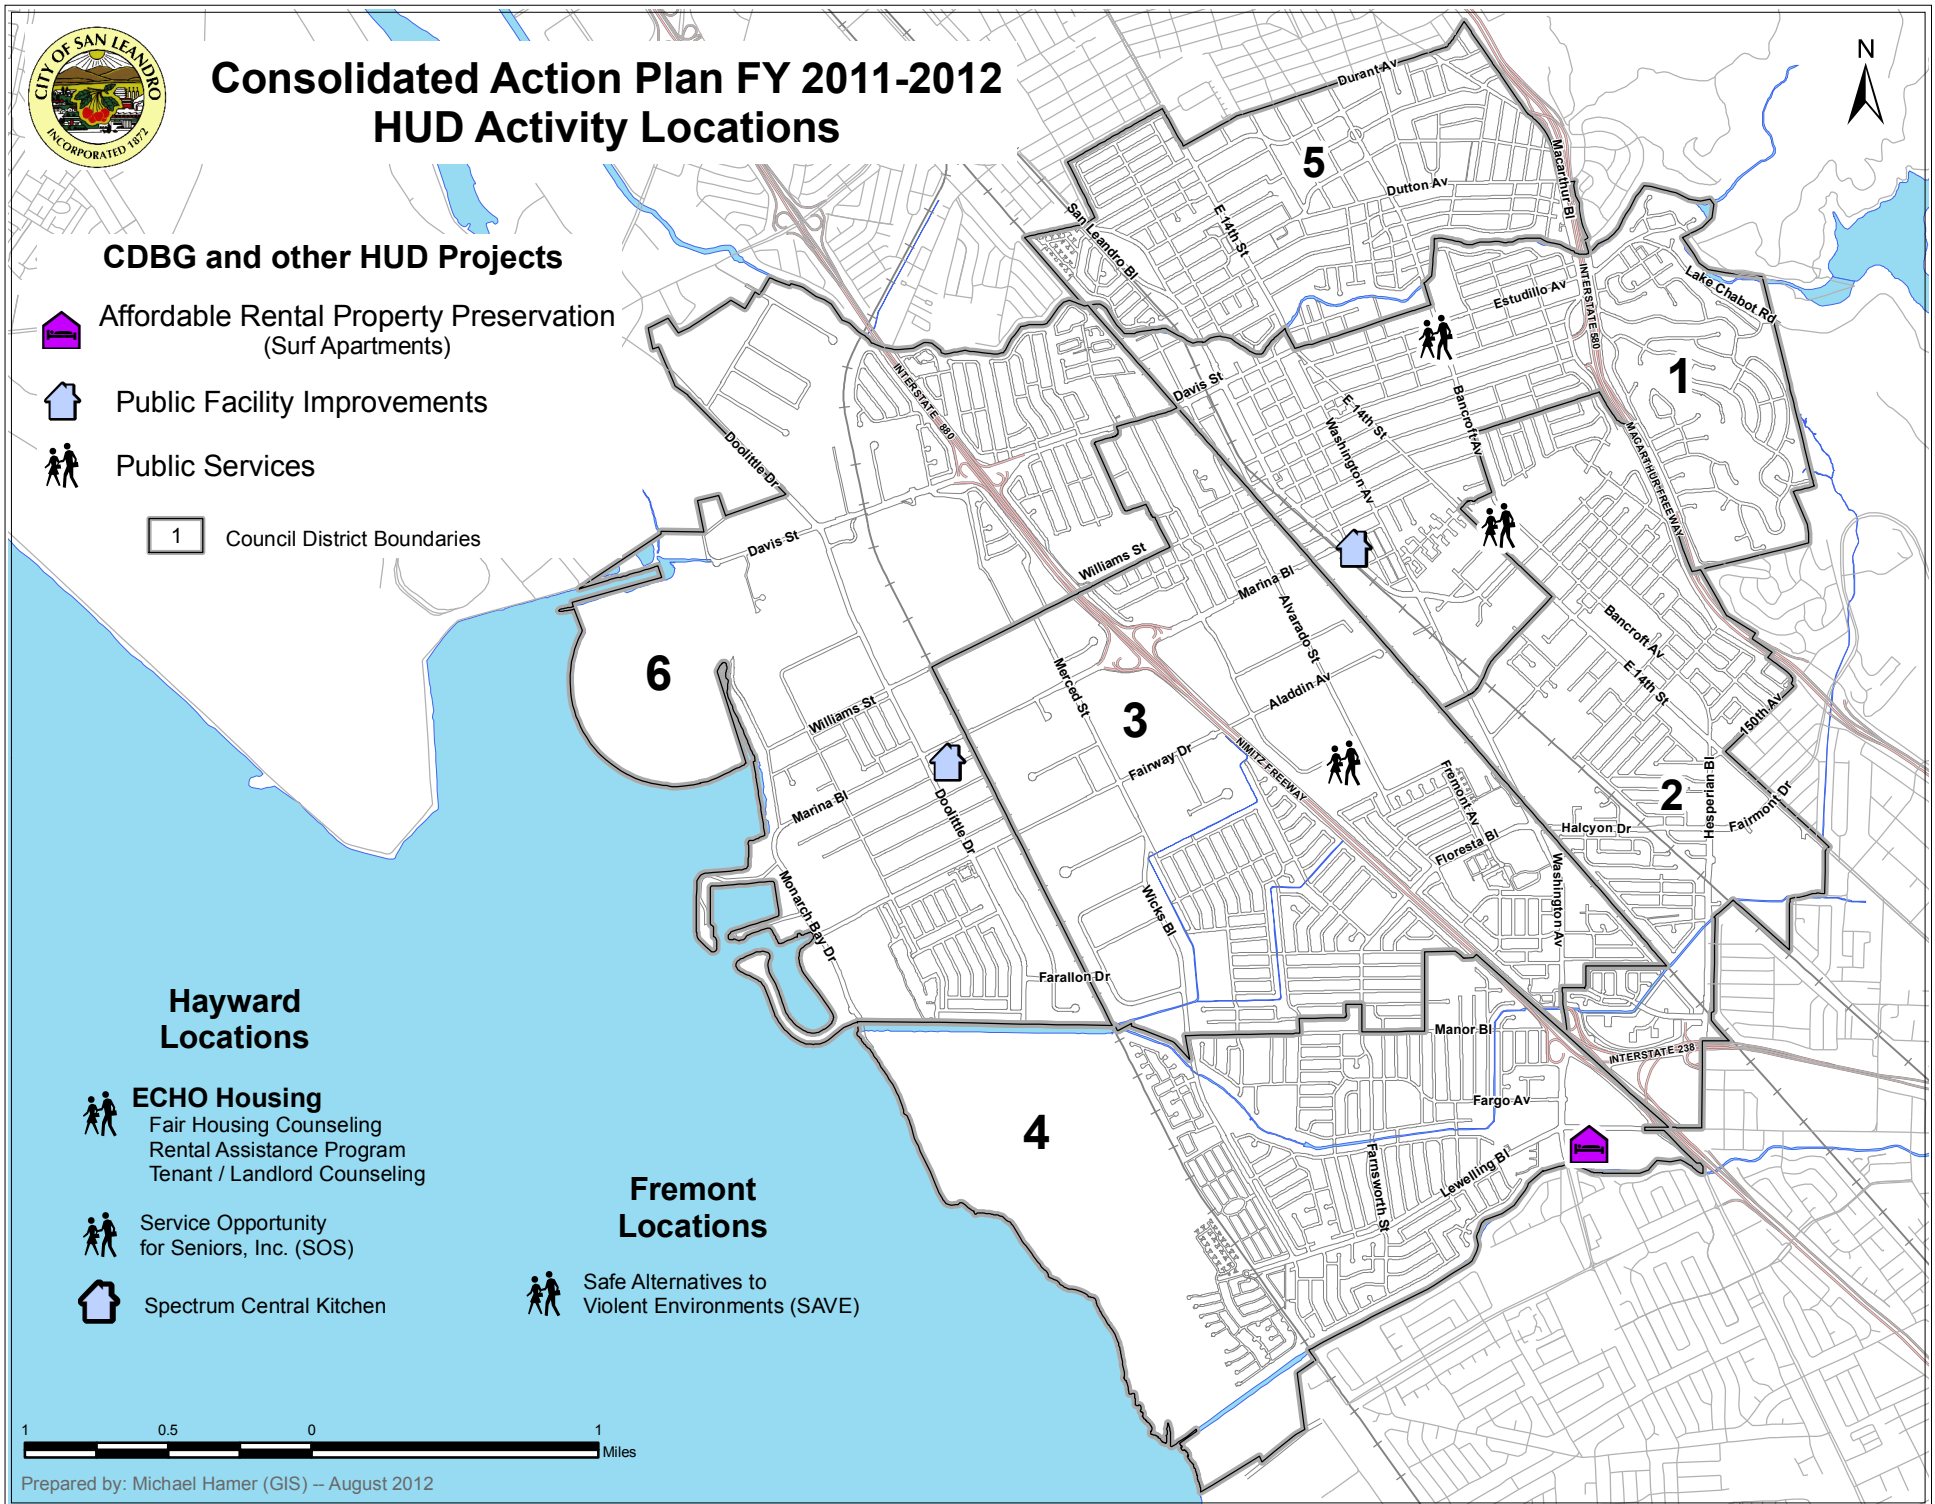 CITY OF SAN LEANDRO
INCORPORATED 1872
Consolidated Action Plan FY 2011-2012
HUD Activity Locations
N
CDBG and other HUD Projects
Affordable Rental Property Preservation
(Surf Apartments)
Public Facility Improvements
Public Services
1
Council District Boundaries
Durant Av
5
Dutton Av
Macarthur Bl
E 14th St
San Leandro Bl
Estudillo Av
INTERSTATE 580
Lake Chabot Rd
1
Davis St
E 14th St
Bancroft Av
Washington Av
MACARTHUR FREEWAY
INTERSTATE 880
Doolittle Dr
Davis St
Williams St
Marina Bl
Alvarado St
Bancroft Av
E 14th St
150th Av
6
Merced St
Aladdin Av
3
Williams St
Fairway Dr
NIMITZ FREEWAY
Fremont Av
2
Hesperian Bl
Fairmont Dr
Marina Bl
Doolittle Dr
Halcyon Dr
Floresta Bl
Washington Av
Monarch Bay Dr
Wicks Bl
Farallon Dr
Manor Bl
INTERSTATE 238
Fargo Av
4
Farnsworth St
Lewelling Bl
Hayward
Locations
ECHO Housing
Fair Housing Counseling
Rental Assistance Program
Tenant / Landlord Counseling
Service Opportunity
for Seniors, Inc. (SOS)
Spectrum Central Kitchen
Fremont
Locations
Safe Alternatives to
Violent Environments (SAVE)
1 0.5 0 1
Miles
Prepared by: Michael Hamer (GIS) -- August 2012